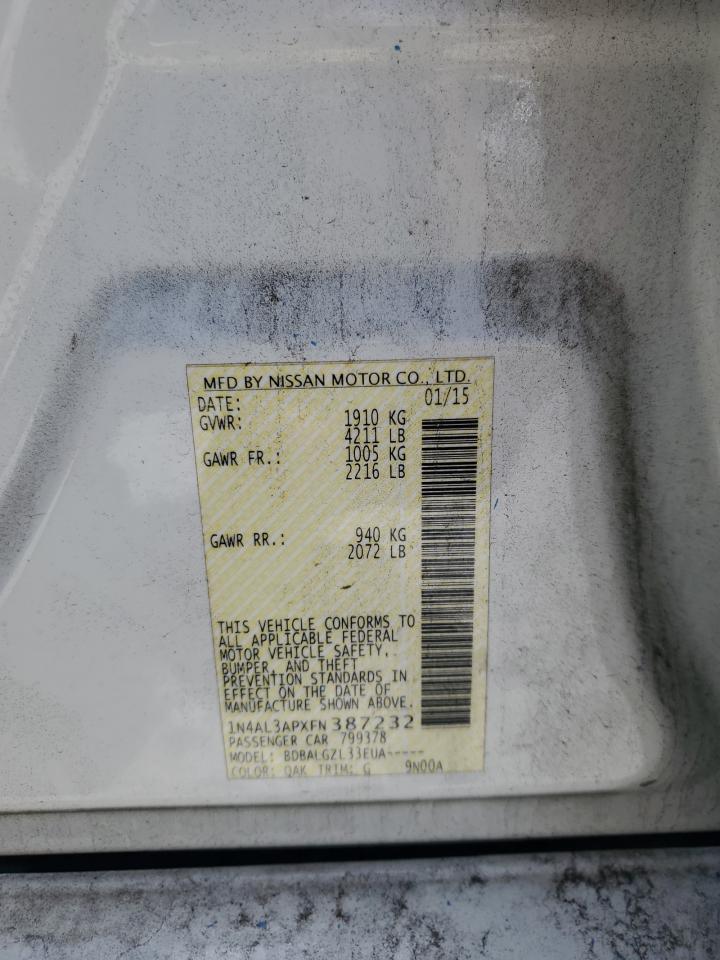 MFD BY NISSAN MOTOR CO., LTD.
DATE: 01/15
GVWR: 1910 KG
4211 LB
GAWR FR.: 1005 KG
2216 LB
GAWR RR.: 940 KG
2072 LB
THIS VEHICLE CONFORMS TO
ALL APPLICABLE FEDERAL
MOTOR VEHICLE SAFETY,
BUMPER, AND THEFT
PREVENTION STANDARDS IN
EFFECT ON THE DATE OF
MANUFACTURE SHOWN ABOVE.
1N4AL3APXFN387232
PASSENGER CAR 799378
MODEL: BDBALGZL33EUA-----
COLOR: QAK TRIM: G 9N00A